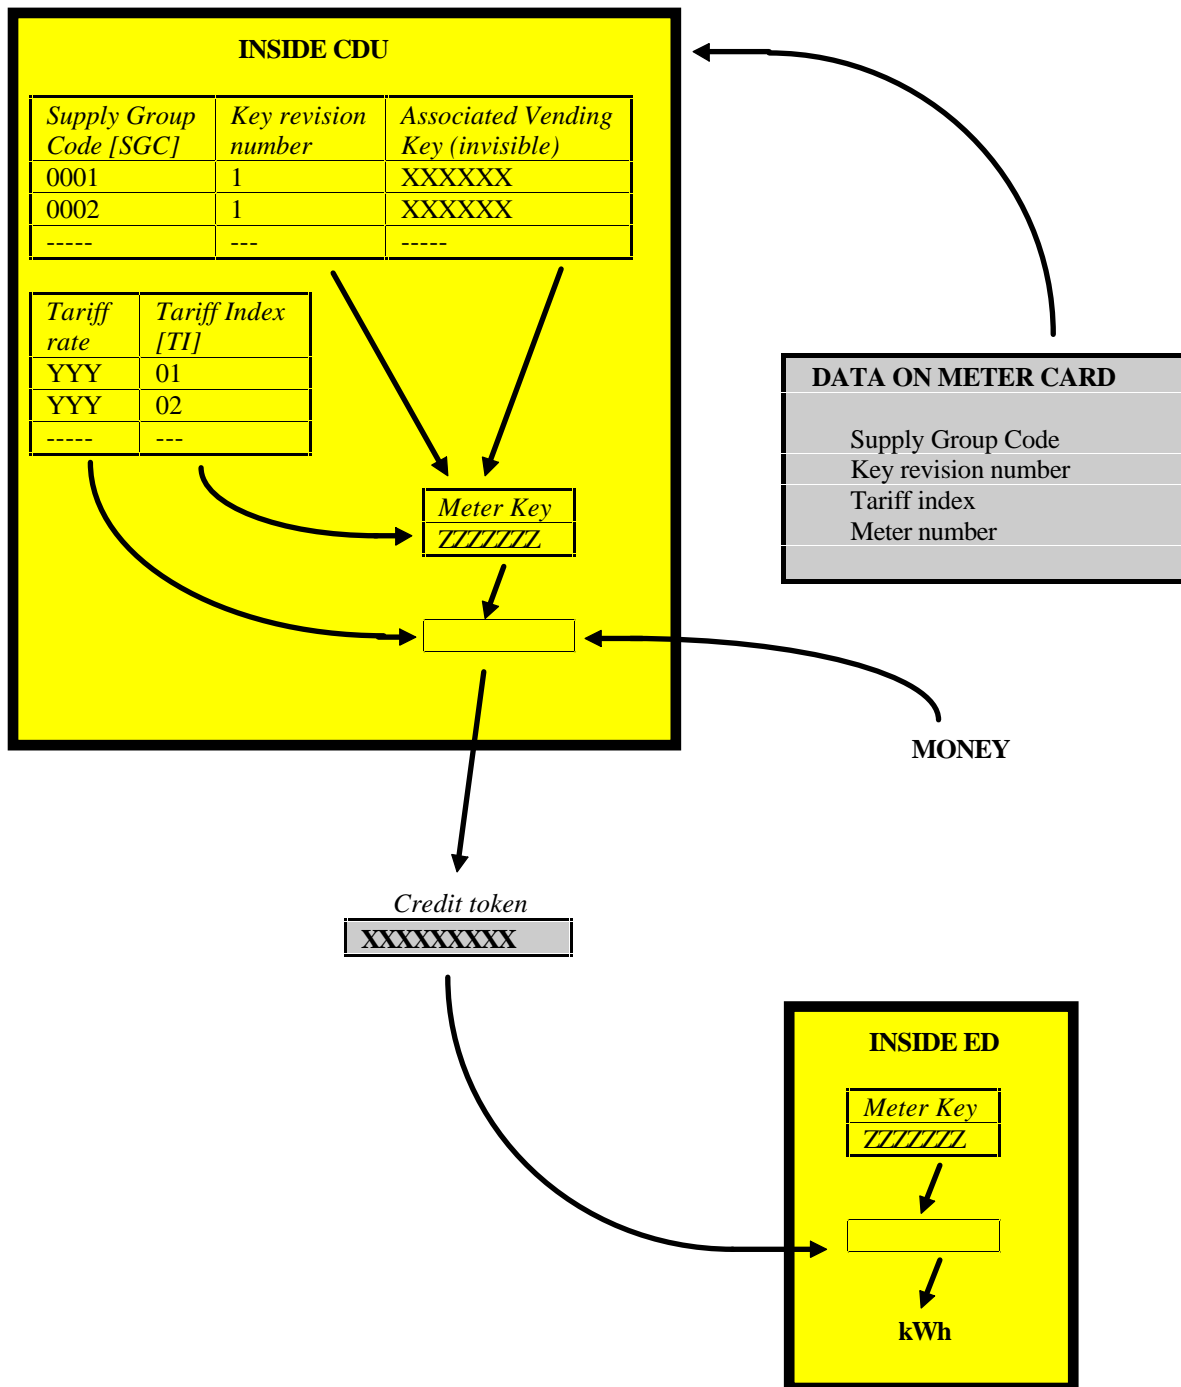 INSIDE CDU
Supply Group Code [SGC] Key revision number Associated Vending Key (invisible)
0001 1 XXXXXX
0002 1 XXXXXX
----- --- -----
Tariff rate Tariff Index [TI]
YYY 01
YYY 02
----- ---
Meter Key
ZZZZZZZ
DATA ON METER CARD
Supply Group Code
Key revision number
Tariff index
Meter number
MONEY
Credit token
XXXXXXXXX
INSIDE ED
Meter Key
ZZZZZZZ
kWh